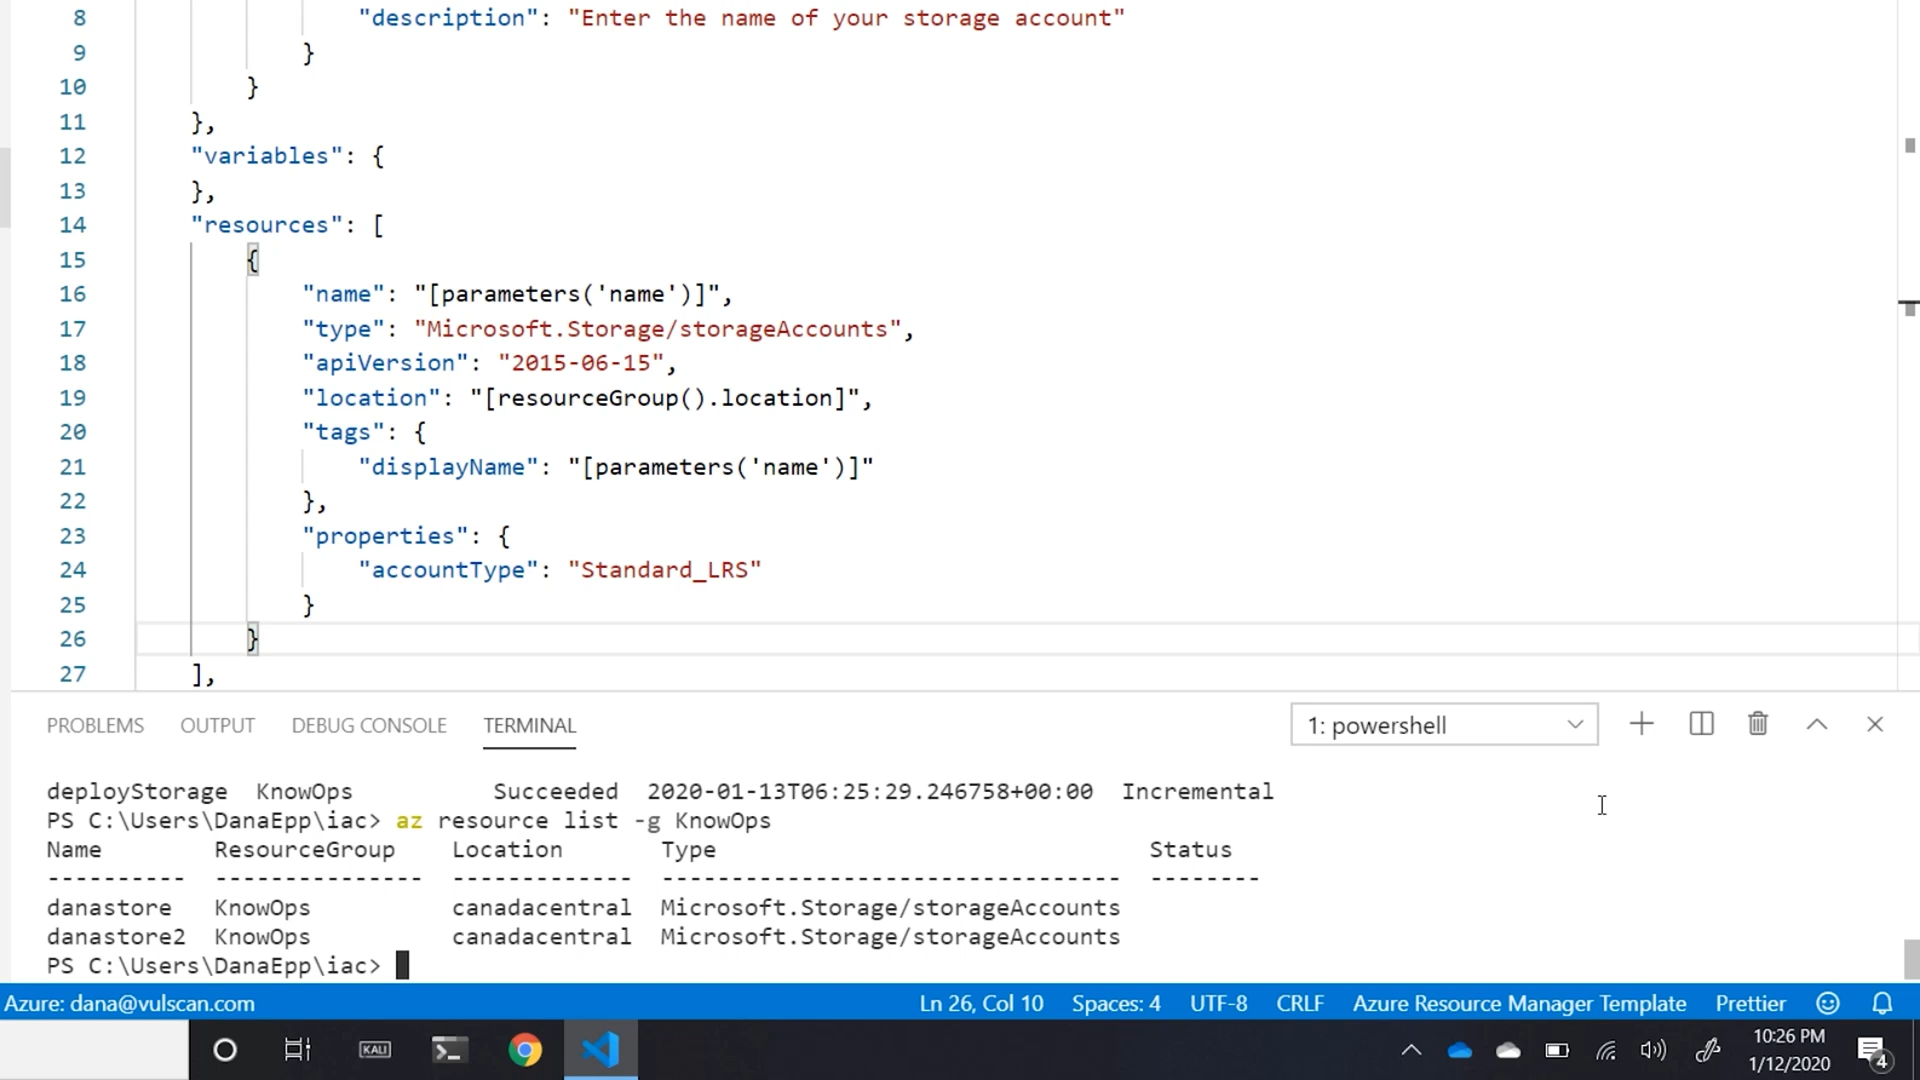 8 "description": "Enter the name of your storage account"
9 }
10 }
11 },
12 "variables": {
13 },
14 "resources": [
15 {
16 "name": "[parameters('name')]",
17 "type": "Microsoft.Storage/storageAccounts",
18 "apiVersion": "2015-06-15",
19 "location": "[resourceGroup().location]",
20 "tags": {
21 "displayName": "[parameters('name')]"
22 },
23 "properties": {
24 "accountType": "Standard_LRS"
25 }
26 }
27 ],
PROBLEMS OUTPUT DEBUG CONSOLE TERMINAL 1: powershell
deployStorage KnowOps Succeeded 2020-01-13T06:25:29.246758+00:00 Incremental
PS C:\Users\DanaEpp\iac> az resource list -g KnowOps
Name ResourceGroup Location Type Status
---------- --------------- ------------- --------------------------------- --------
danastore KnowOps canadacentral Microsoft.Storage/storageAccounts
danastore2 KnowOps canadacentral Microsoft.Storage/storageAccounts
PS C:\Users\DanaEpp\iac>
Azure: dana@vulscan.com Ln 26, Col 10 Spaces: 4 UTF-8 CRLF Azure Resource Manager Template Prettier
KALI 10:26 PM
1/12/2020 4